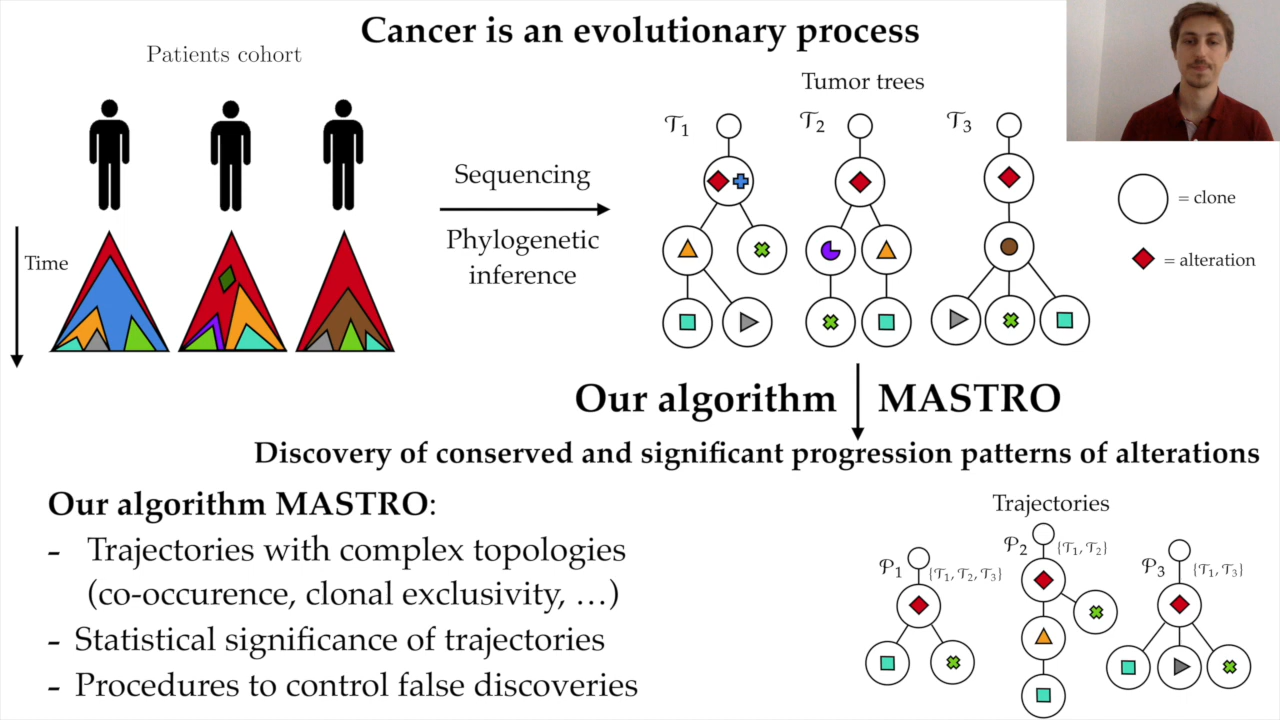 Cancer is an evolutionary process
Patients cohort
Tumor trees
𝒯1
𝒯2
𝒯3
Sequencing
Phylogenetic
inference
= clone
= alteration
Time
Our algorithm MASTRO
Discovery of conserved and significant progression patterns of alterations
Our algorithm MASTRO:
- Trajectories with complex topologies
(co-occurence, clonal exclusivity, …)
- Statistical significance of trajectories
- Procedures to control false discoveries
Trajectories
𝒫1 {𝒯1, 𝒯2, 𝒯3}
𝒫2 {𝒯1, 𝒯2}
𝒫3 {𝒯1, 𝒯3}